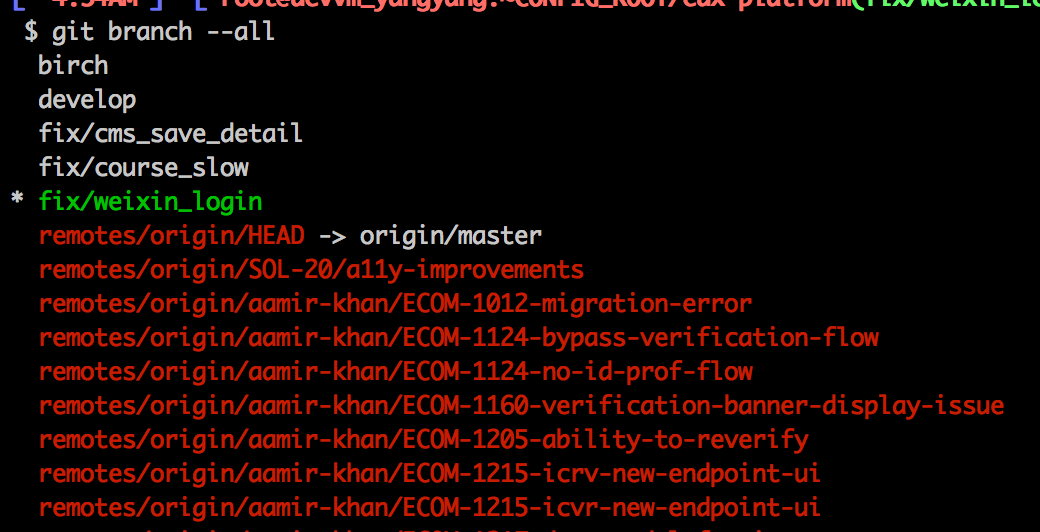 $ git branch --all
birch
develop
fix/cms_save_detail
fix/course_slow
* fix/weixin_login
remotes/origin/HEAD -> origin/master
remotes/origin/SOL-20/a11y-improvements
remotes/origin/aamir-khan/ECOM-1012-migration-error
remotes/origin/aamir-khan/ECOM-1124-bypass-verification-flow
remotes/origin/aamir-khan/ECOM-1124-no-id-prof-flow
remotes/origin/aamir-khan/ECOM-1160-verification-banner-display-issue
remotes/origin/aamir-khan/ECOM-1205-ability-to-reverify
remotes/origin/aamir-khan/ECOM-1215-icrv-new-endpoint-ui
remotes/origin/aamir-khan/ECOM-1215-icvr-new-endpoint-ui